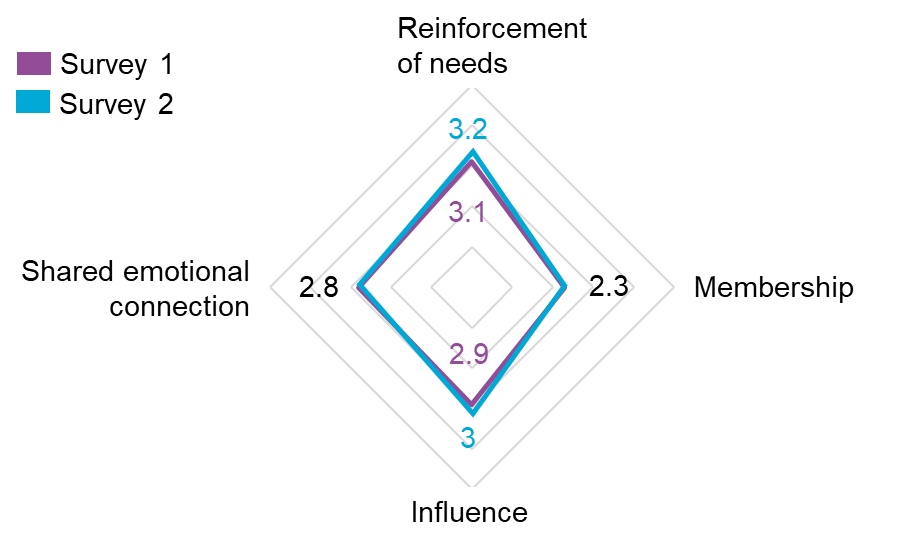 Reinforcement
of needs
Survey 1
Survey 2
3.2
3.1
Shared emotional
connection
2.8
2.3
Membership
2.9
3
Influence